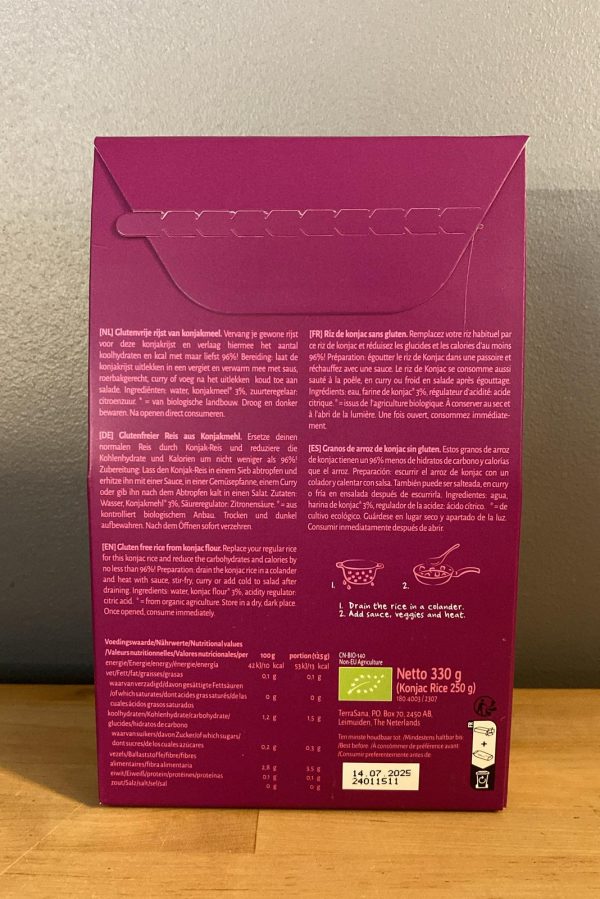 [NL] Glutenvrije rijst van konjakmeel. Vervang je gewone rijst
voor deze konjakrijst en verlaag hiermee het aantal
koolhydraten en kcal met maar liefst 96%! Bereiding: laat de
konjakrijst uitlekken in een vergiet en verwarm mee met saus,
roerbakgerecht, curry of voeg na het uitlekken koud toe aan
salade. Ingrediënten: water, konjakmeel* 3%, zuurteregelaar:
citroenzuur. * = van biologische landbouw. Droog en donker
bewaren. Na openen direct consumeren.
[DE] Glutenfreier Reis aus Konjakmehl. Ersetze deinen
normalen Reis durch Konjak-Reis und reduziere die
Kohlenhydrate und Kalorien um nicht weniger als 96%!
Zubereitung: Lass den Konjak-Reis in einem Sieb abtropfen und
erhitze ihn mit einer Sauce, in einer Gemüsepfanne, einem Curry
oder gib ihn nach dem Abtropfen kalt in einen Salat. Zutaten:
Wasser, Konjakmehl* 3%, Säureregulator: Zitronensäure. * = aus
kontrolliert biologischem Anbau. Trocken und dunkel
aufbewahren. Nach dem Öffnen sofort verzehren.
[EN] Gluten free rice from konjac flour. Replace your regular rice
for this konjac rice and reduce the carbohydrates and calories by
no less than 96%! Preparation: drain the konjac rice in a colander
and heat with sauce, stir-fry, curry or add cold to salad after
draining. Ingredients: water, konjac flour* 3%, acidity regulator:
citric acid. * = from organic agriculture. Store in a dry, dark place.
Once opened, consume immediately.
[FR] Riz de konjac sans gluten. Remplacez votre riz habituel par
ce riz de konjac et réduisez les glucides et les calories d'au moins
96%! Préparation: égoutter le riz de Konjac dans une passoire et
réchauffez avec une sauce. Le riz de Konjac se consomme aussi
sauté à la poêle, en curry ou froid en salade après égouttage.
Ingrédients: eau, farine de konjac* 3%, régulateur d'acidité: acide
citrique. * = issus de l'agriculture biologique. À conserver au sec et
à l'abri de la lumière. Une fois ouvert, consommez immédiate-
ment.
[ES] Granos de arroz de konjac sin gluten. Estos granos de arroz
de konjac tienen un 96% menos de hidratos de carbono y calorías
que el arroz. Preparación: escurrir el arroz de konjac con un
colador y calentar con salsa. También puede ser salteada, en curry
o fría en ensalada después de escurrirla. Ingredientes: agua,
harina de konjac* 3%, regulador de la acidez: ácido cítrico. * = de
cultivo ecológico. Guárdese en lugar seco y apartado de la luz.
Consumir inmediatamente después de abrir.
1.
2.
1. Drain the rice in a colander.
2. Add sauce, veggies and heat.
Voedingswaarde/Nährwerte/Nutritional values
/Valeurs nutritionnelles/Valores nutricionales/per 100 g portion (125 g)
energie/Energie/energy/énergie/energía 42 kJ/10 kcal 53 kJ/13 kcal
vet/Fett/fat/graisses/grasas 0,1 g 0,1 g
waarvan verzadigd/davon gesättigte Fettsäuren
/of which saturates/dont acides gras saturés/de las
cuales ácidos grasos saturados 0 g 0 g
koolhydraten/Kohlenhydrate/carbohydrate/
glucides/hidratos de carbono 1,2 g 1,5 g
waarvan suikers/davon Zucker/of which sugars/
dont sucres/de los cuales azúcares 0,2 g 0,3 g
vezels/Ballaststoffe/fibre/fibres
alimentaires/fibra alimentaria 2,8 g 3,5 g
eiwit/Eiweiß/protein/protéines/proteínas 0,1 g 0,1 g
zout/Salz/salt/sel/sal 0 g 0 g
CN-BIO-140
Non-EU Agriculture
Netto 330 g
(Konjac Rice 250 g)
180.4003 / 2307
TerraSana P.O. Box 70, 2450 AB,
Leimuiden, The Neterlands
Ten minste houdbaar tot: /Mindestens haltbar bis
/Best before: /A consommer de préférence avant:
/Consumir preferentemente antes de
14.07.2025
24011511
FR
+